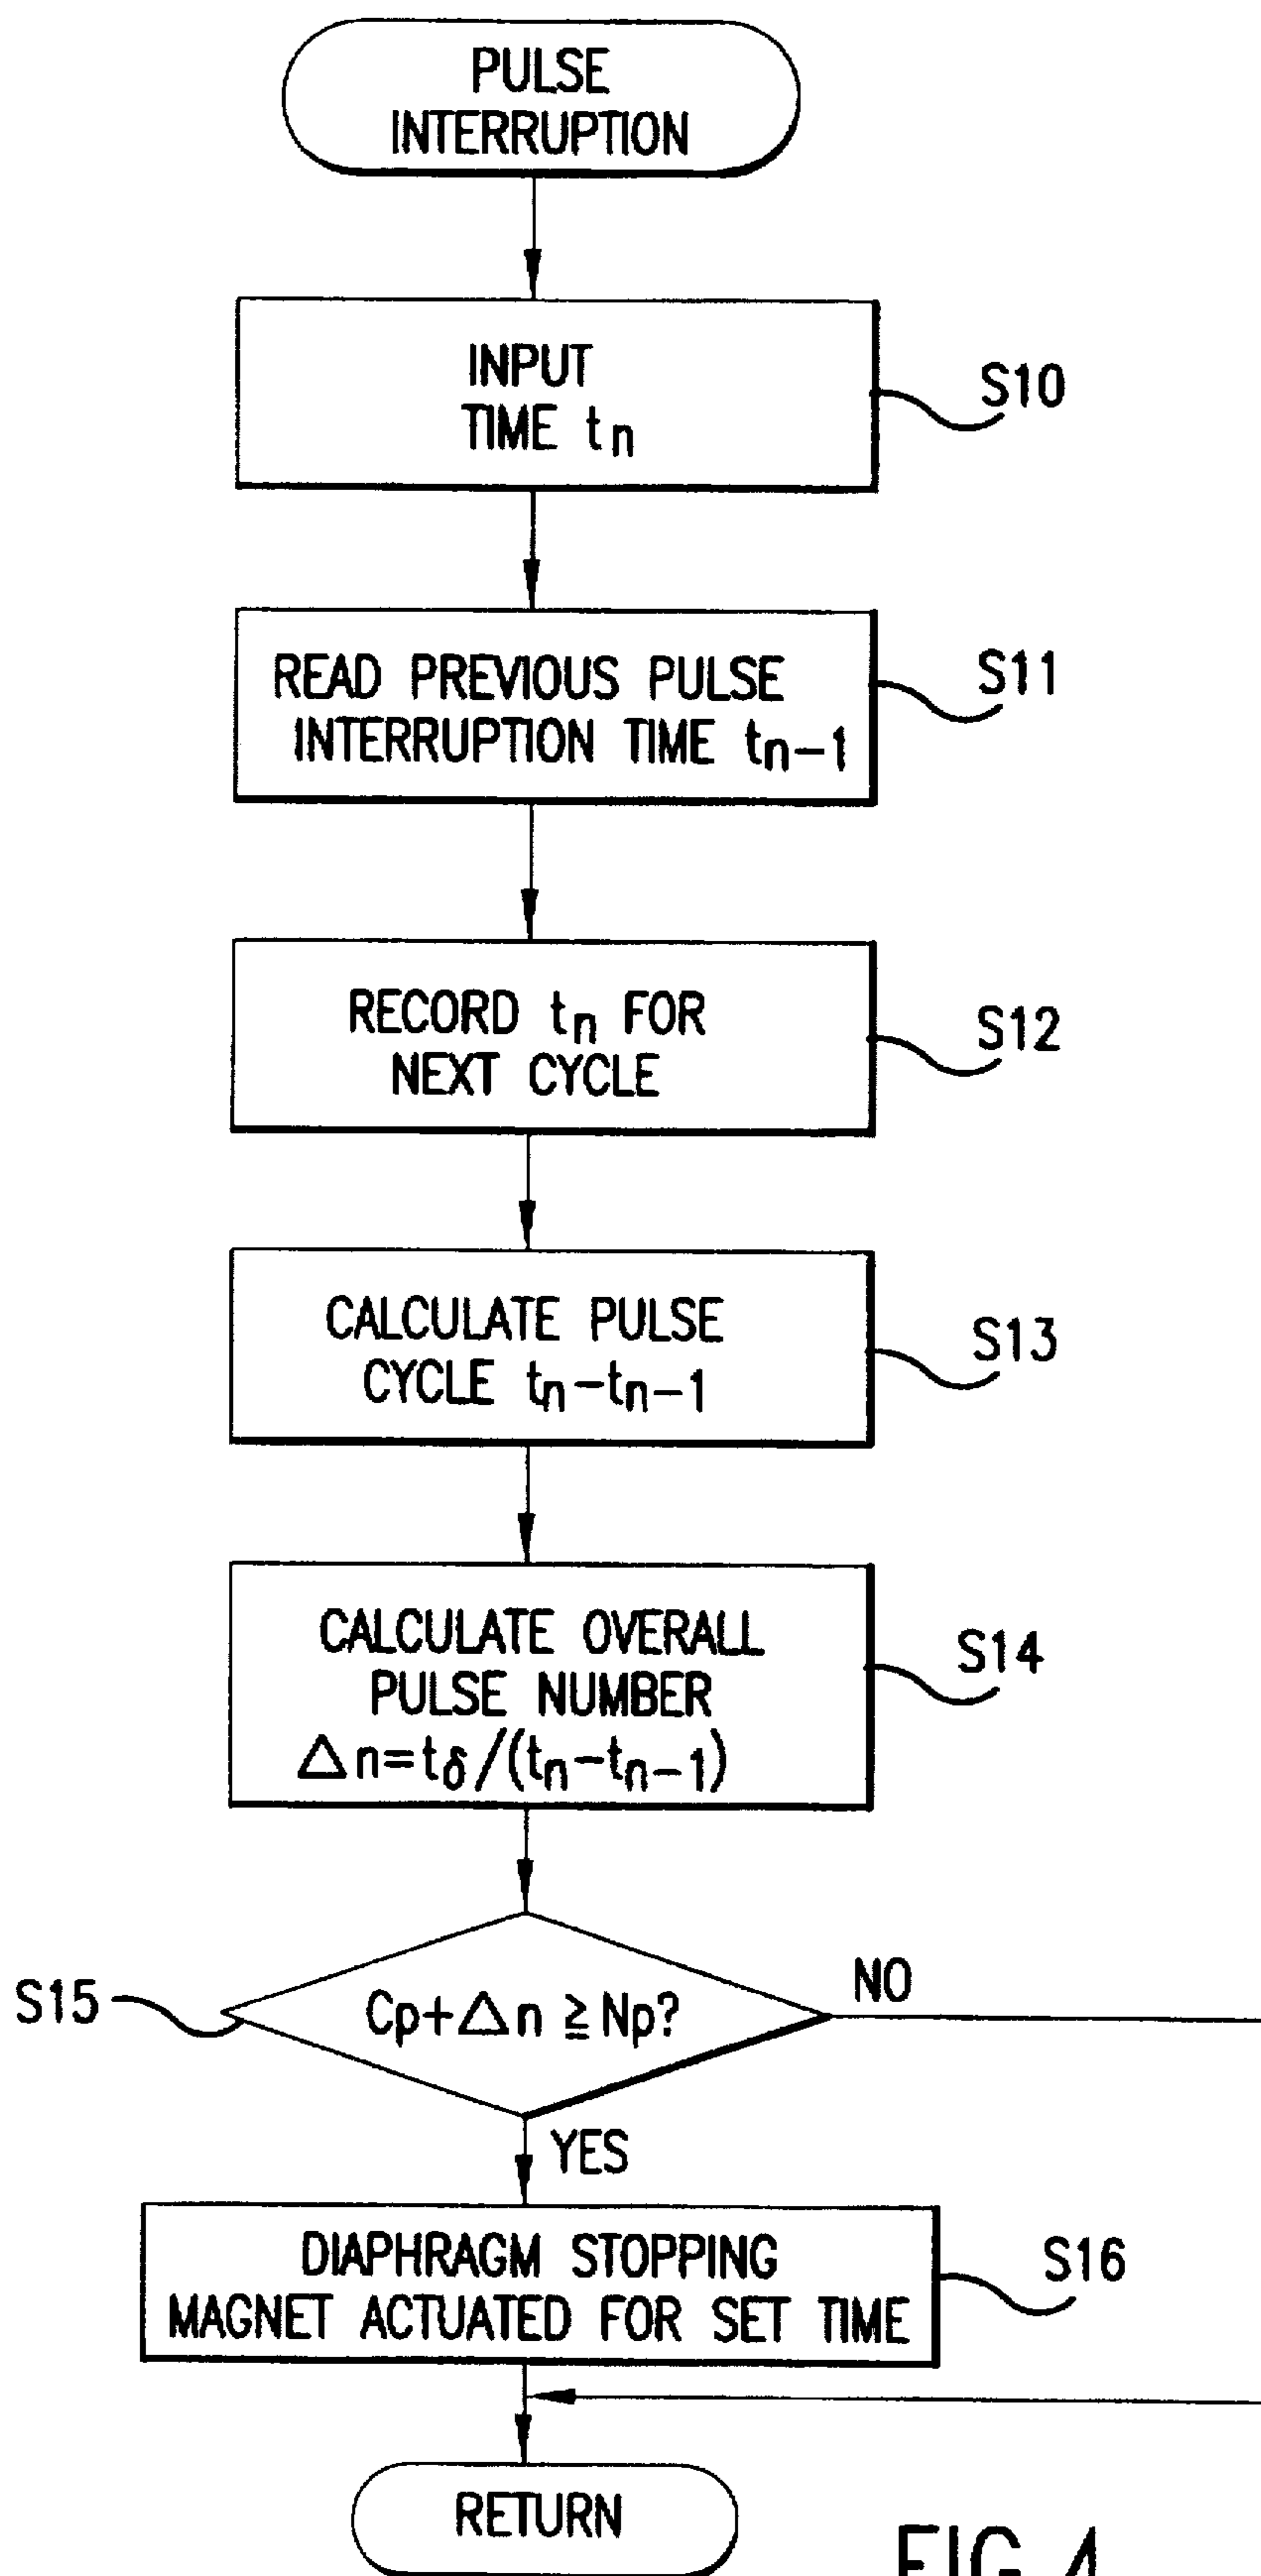 PULSE
INTERRUPTION
INPUT
TIME tn
S10
READ PREVIOUS PULSE
INTERRUPTION TIME tn-1
S11
RECORD tn FOR
NEXT CYCLE
S12
CALCULATE PULSE
CYCLE tn-tn-1
S13
CALCULATE OVERALL
PULSE NUMBER
△n=tδ/(tn-tn-1)
S14
S15
Cp+△n ≧ Np?
NO
YES
DIAPHRAGM STOPPING
MAGNET ACTUATED FOR SET TIME
S16
RETURN
FIG.4